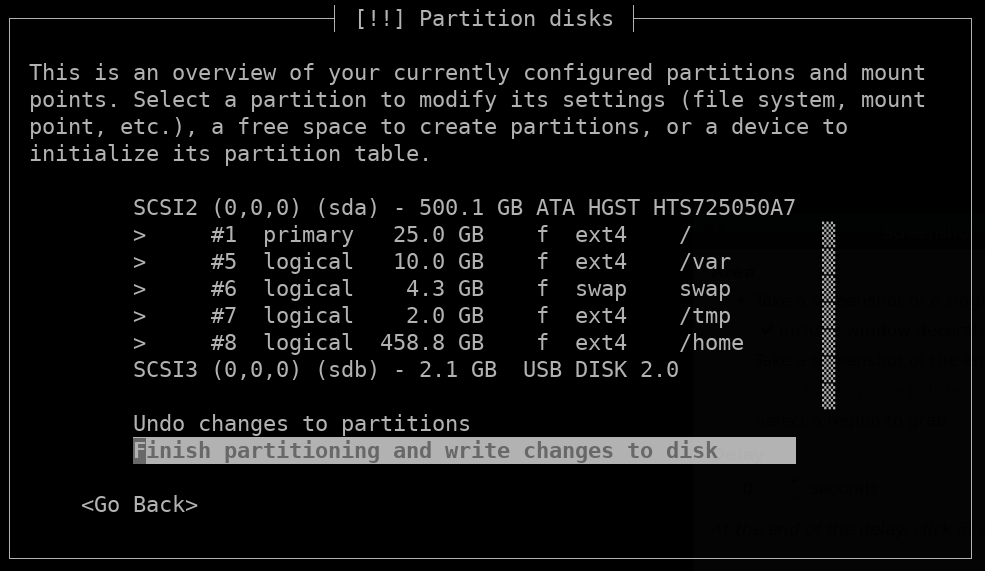 [!!] Partition disks
This is an overview of your currently configured partitions and mount
points. Select a partition to modify its settings (file system, mount
point, etc.), a free space to create partitions, or a device to
initialize its partition table.
SCSI2 (0,0,0) (sda) - 500.1 GB ATA HGST HTS725050A7
> #1 primary 25.0 GB f ext4 /
> #5 logical 10.0 GB f ext4 /var
> #6 logical 4.3 GB f swap swap
> #7 logical 2.0 GB f ext4 /tmp
> #8 logical 458.8 GB f ext4 /home
SCSI3 (0,0,0) (sdb) - 2.1 GB USB DISK 2.0
Undo changes to partitions
Finish partitioning and write changes to disk
<Go Back>